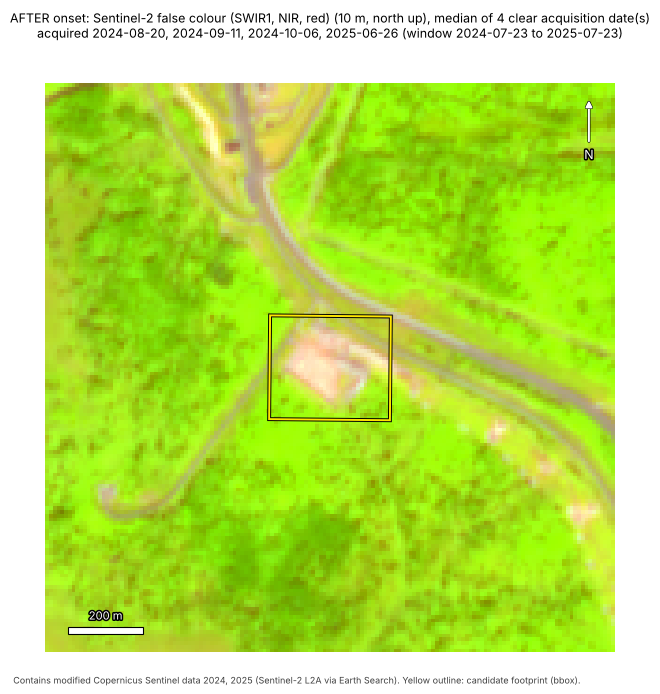 AFTER onset: Sentinel-2 false colour (SWIR1, NIR, red) (10 m, north up), median of 4 clear acquisition date(s)
acquired 2024-08-20, 2024-09-11, 2024-10-06, 2025-06-26 (window 2024-07-23 to 2025-07-23)
N
200 m
Contains modified Copernicus Sentinel data 2024, 2025 (Sentinel-2 L2A via Earth Search). Yellow outline: candidate footprint (bbox).